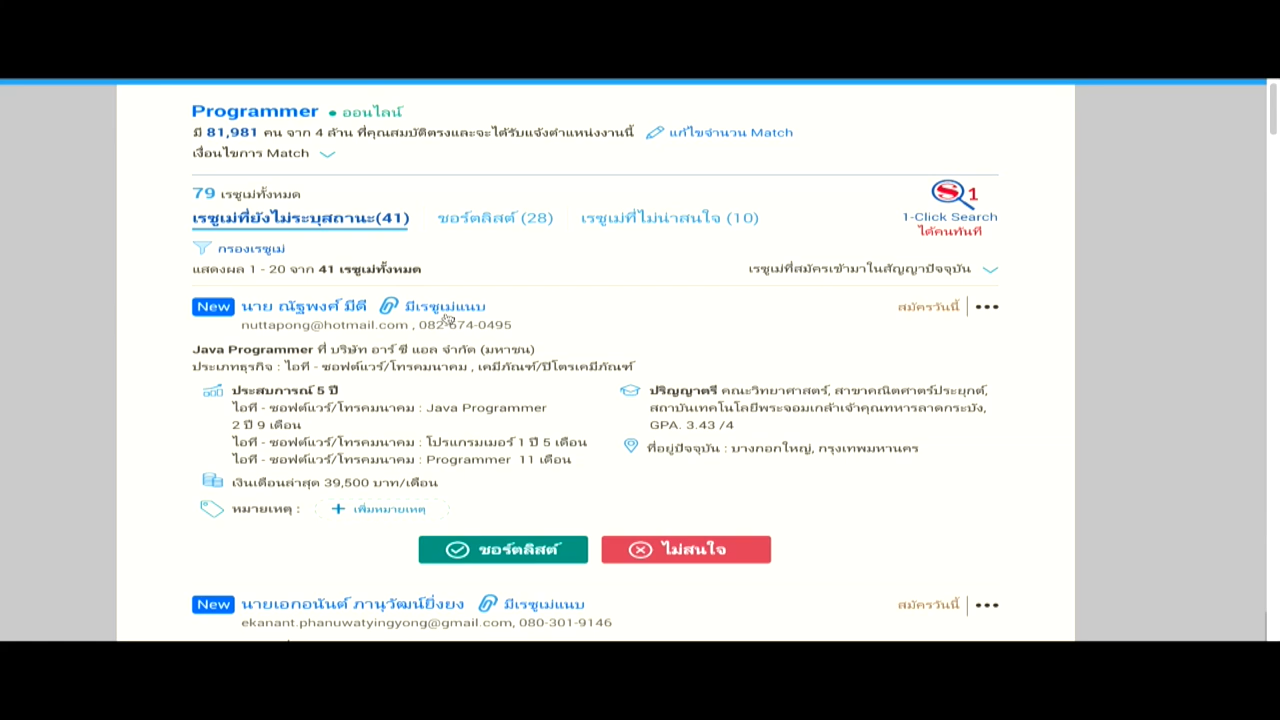 Programmer • ออนไลน์
มี 81,981 คน จาก 4 ล้าน ที่คุณสมบัติตรงและจะได้รับแจ้งตำแหน่งงานนี้ แก้ไขจำนวน Match
เงื่อนไขการ Match
79 เรซูเม่ทั้งหมด
S 1
เรซูเม่ที่ยังไม่ระบุสถานะ(41) ชอร์ตลิสต์ (28) เรซูเม่ที่ไม่น่าสนใจ (10)
1-Click Search
ได้คนทันที
กรองเรซูเม่
แสดงผล 1 - 20 จาก 41 เรซูเม่ทั้งหมด เรซูเม่ที่สมัครเข้ามาในสัญญาปัจจุบัน
New นาย ณัฐพงศ์ มีดี มีเรซูเม่แนบ สมัครวันนี้
nuttapong@hotmail.com , 082-674-0495
Java Programmer ที่ บริษัท อาร์ ซี แอล จำกัด (มหาชน)
ประเภทธุรกิจ : ไอที - ซอฟต์แวร์/โทรคมนาคม , เคมีภัณฑ์/ปิโตรเคมีภัณฑ์
ประสบการณ์ 5 ปี
ไอที - ซอฟต์แวร์/โทรคมนาคม : Java Programmer
2 ปี 9 เดือน
ไอที - ซอฟต์แวร์/โทรคมนาคม : โปรแกรมเมอร์ 1 ปี 5 เดือน
ไอที - ซอฟต์แวร์/โทรคมนาคม : Programmer 11 เดือน
ปริญญาตรี คณะวิทยาศาสตร์, สาขาคณิตศาตร์ประยุกต์,
สถาบันเทคโนโลยีพระจอมเกล้าเจ้าคุณทหารลาดกระบัง,
GPA. 3.43 /4
ที่อยู่ปัจจุบัน : บางกอกใหญ่, กรุงเทพมหานคร
เงินเดือนล่าสุด 39,500 บาท/เดือน
หมายเหตุ : + เพิ่มหมายเหตุ
ชอร์ตลิสต์ ไม่สนใจ
New นายเอกอนันต์ ภานุวัฒน์ยิ่งยง มีเรซูเม่แนบ สมัครวันนี้
ekanant.phanuwatyingyong@gmail.com, 080-301-9146